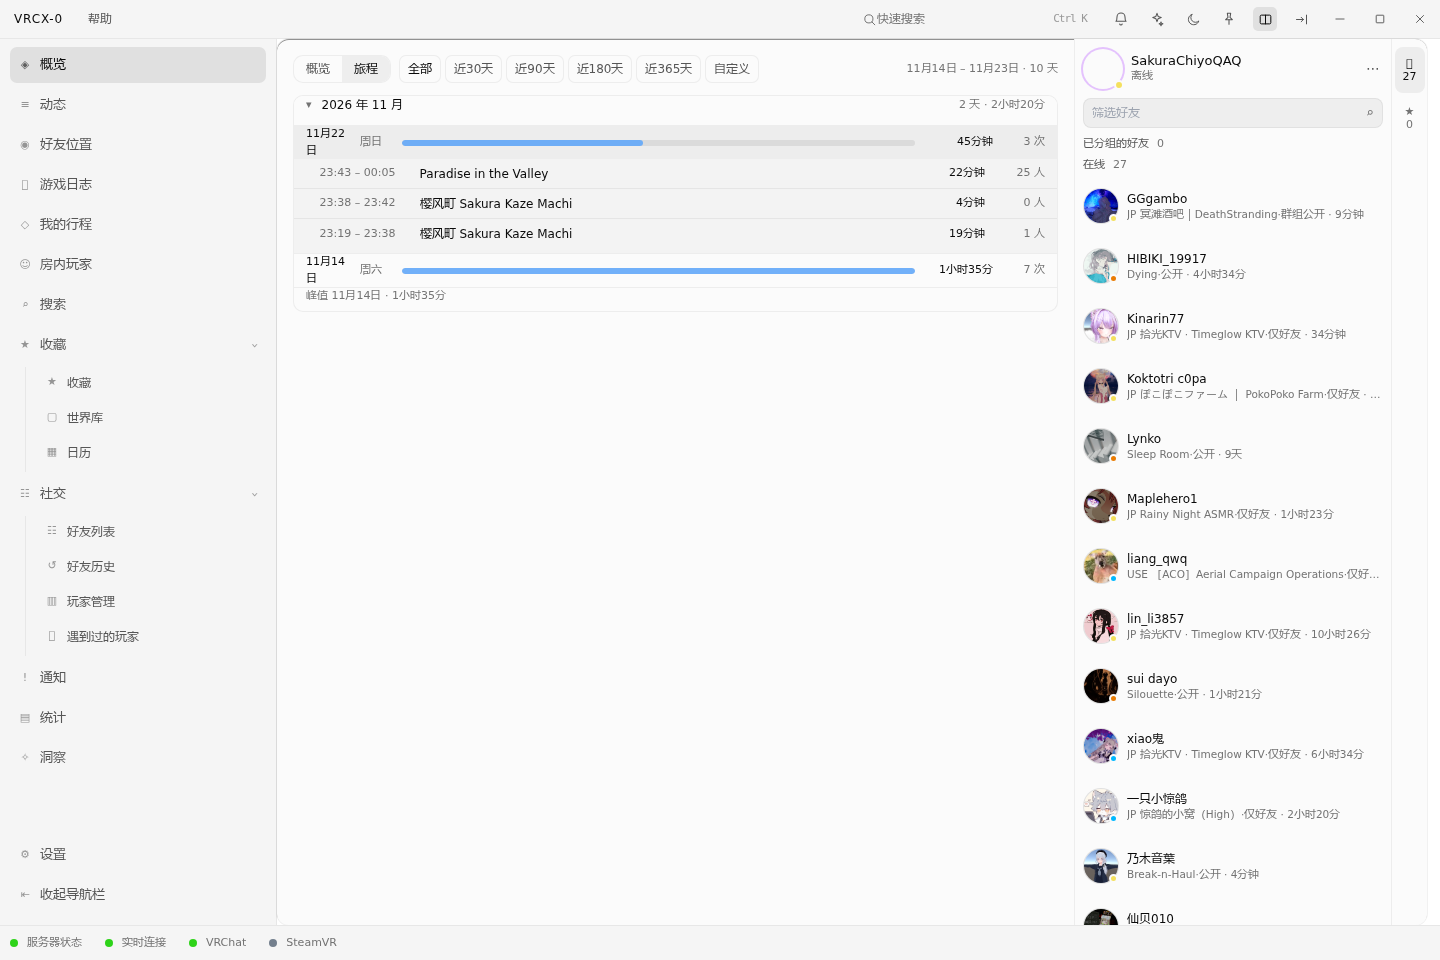 VRCX-0
帮助
快速搜索
Ctrl K
概览
动态
好友位置
游戏日志
我的行程
房内玩家
搜索
收藏
收藏
世界库
日历
社交
好友列表
好友历史
玩家管理
遇到过的玩家
通知
统计
洞察
设置
收起导航栏
概览 旅程 全部 近30天 近90天 近180天 近365天 自定义
11月14日 – 11月23日 · 10 天
2026 年 11 月
2 天 · 2小时20分
11月22日 周日 45分钟 3 次
23:43 – 00:05 Paradise in the Valley 22分钟 25 人
23:38 – 23:42 樱风町 Sakura Kaze Machi 4分钟 0 人
23:19 – 23:38 樱风町 Sakura Kaze Machi 19分钟 1 人
11月14日 周六 1小时35分 7 次
峰值 11月14日 · 1小时35分
SakuraChiyoQAQ
离线
筛选好友
已分组的好友 0
在线 27
GGgambo
JP 冥滩酒吧 | DeathStranding·群组公开 · 9分钟
HIBIKI_19917
Dying·公开 · 4小时34分
Kinarin77
JP 拾光KTV · Timeglow KTV·仅好友 · 34分钟
Koktotri c0pa
JP ぽこぽこファーム ｜ PokoPoko Farm·仅好友 · ...
Lynko
Sleep Room·公开 · 9天
Maplehero1
JP Rainy Night ASMR·仅好友 · 1小时23分
liang_qwq
USE ［ACO］Aerial Campaign Operations·仅好...
lin_li3857
JP 拾光KTV · Timeglow KTV·仅好友 · 10小时26分
sui dayo
Silouette·公开 · 1小时21分
xiao鬼
JP 拾光KTV · Timeglow KTV·仅好友 · 6小时34分
一只小惊鸽
JP 惊鸽的小窝（High）·仅好友 · 2小时20分
乃木音葉
Break-n-Haul·公开 · 4分钟
仙贝010
27
0
服务器状态
实时连接
VRChat
SteamVR